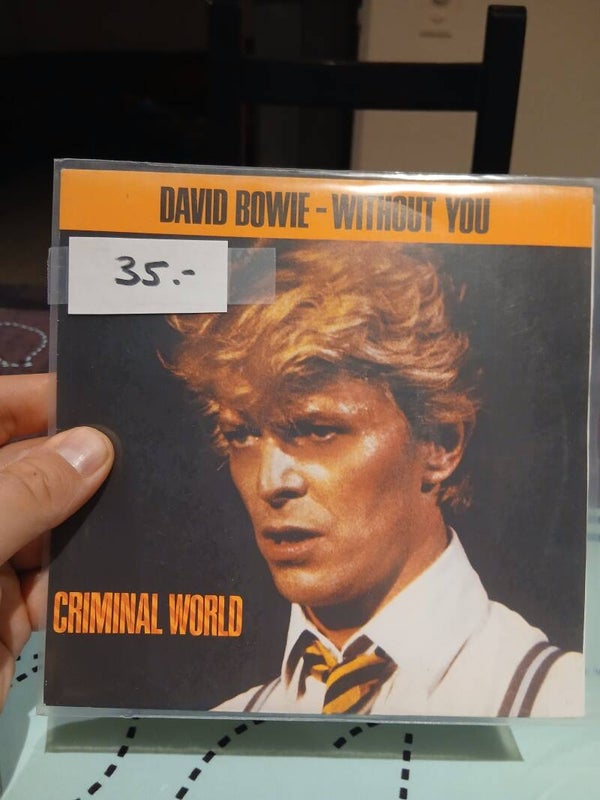 DAVID BOWIE - WITHOUT YOU
35.-
CRIMINAL WORLD